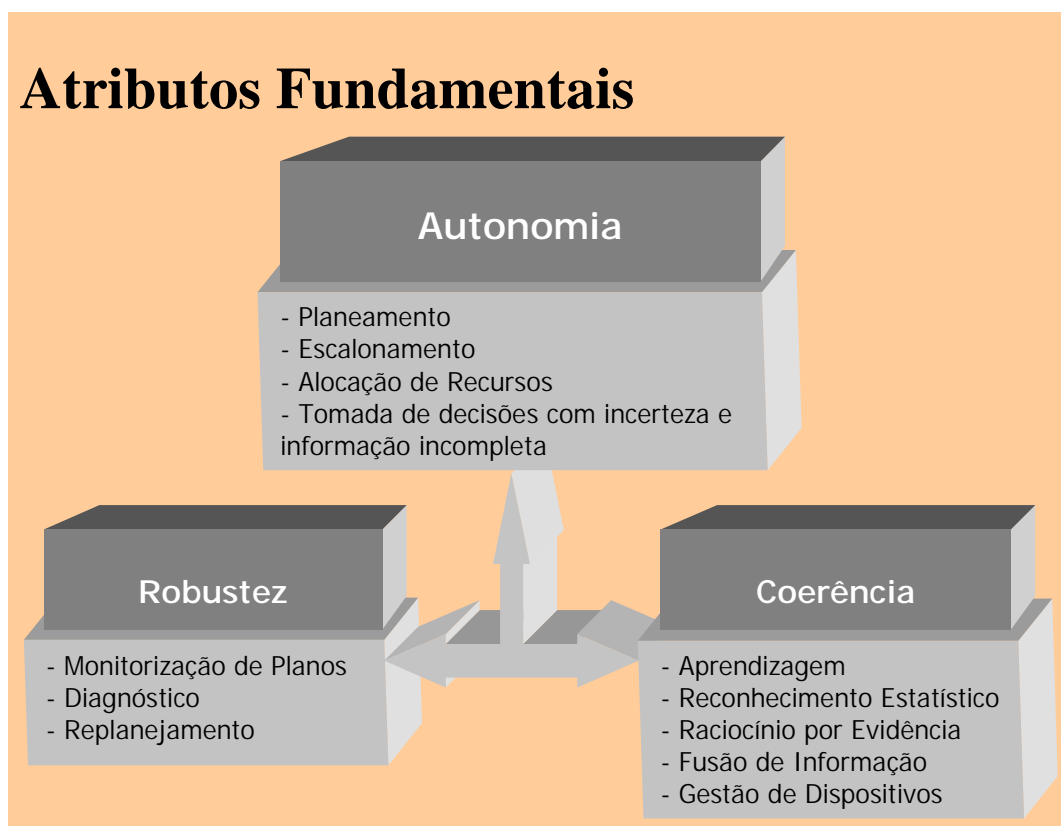 Atributos Fundamentais
Autonomia
- Planeamento
- Escalonamento
- Alocação de Recursos
- Tomada de decisões com incerteza e
informação incompleta
Robustez
- Monitorização de Planos
- Diagnóstico
- Replanejamento
Coerência
- Aprendizagem
- Reconhecimento Estatístico
- Raciocínio por Evidência
- Fusão de Informação
- Gestão de Dispositivos